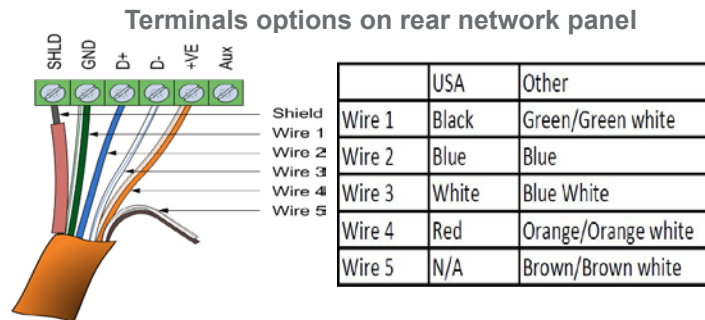 Terminals options on rear network panel
SHLD
GND
D+
D-
+VE
Aux
Shield
Wire 1
Wire 2
Wire 3
Wire 4
Wire 5
USA Other
Wire 1 Black Green/Green white
Wire 2 Blue Blue
Wire 3 White Blue White
Wire 4 Red Orange/Orange white
Wire 5 N/A Brown/Brown white